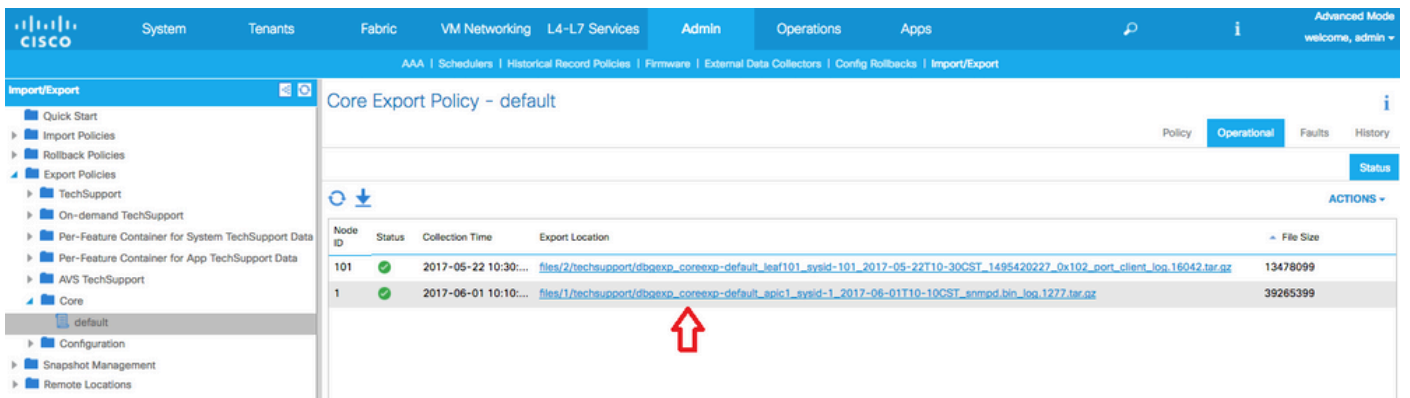 CISCO
System
Tenants
Fabric
VM Networking
L4-L7 Services
Admin
Operations
Apps
i
Advanced Mode
welcome, admin
AAA | Schedulers | Historical Record Policies | Firmware | External Data Collectors | Config Rollbacks | Import/Export
Import/Export
Quick Start
Import Policies
Rollback Policies
Export Policies
TechSupport
On-demand TechSupport
Per-Feature Container for System TechSupport Data
Per-Feature Container for App TechSupport Data
AVS TechSupport
Core
default
Configuration
Snapshot Management
Remote Locations
Core Export Policy - default
i
Policy
Operational
Faults
History
Status
ACTIONS
Node ID
Status
Collection Time
Export Location
File Size
101
2017-05-22 10:30:...
files/2/techsupport/dbgexp_coreexp-default_leaf101_sysid-101_2017-05-22T10-30CST_1495420227_0x102_port_client_log.16042.tar.gz
13478099
1
2017-06-01 10:10:...
files/1/techsupport/dbgexp_coreexp-default_apic1_sysid-1_2017-06-01T10-10CST_snmpd.bin_log.1277.tar.gz
39265399